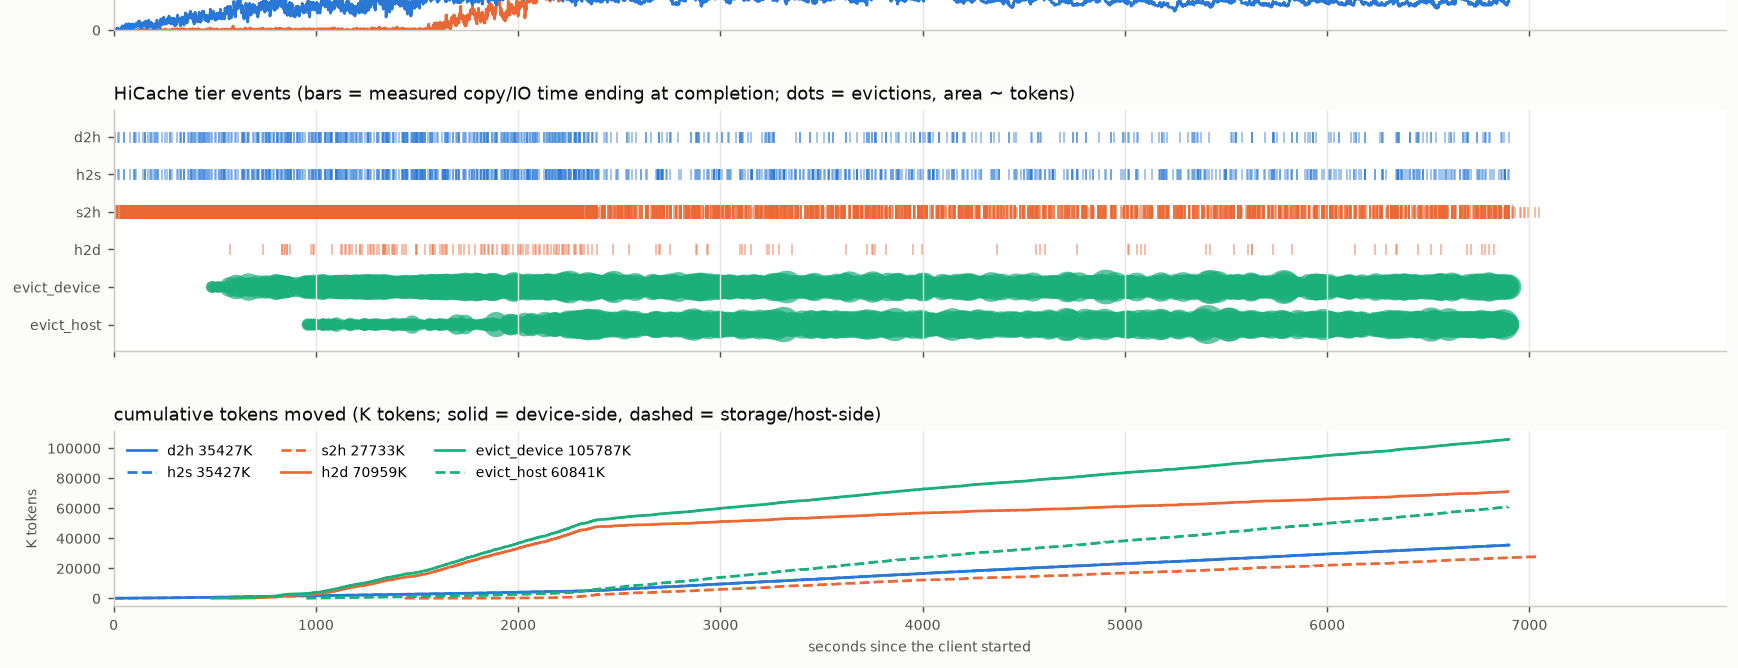 0
HiCache tier events (bars = measured copy/IO time ending at completion; dots = evictions, area ~ tokens)
d2h
h2s
s2h
h2d
evict_device
evict_host
cumulative tokens moved (K tokens; solid = device-side, dashed = storage/host-side)
d2h 35427K s2h 27733K evict_device 105787K
h2s 35427K h2d 70959K evict_host 60841K
100000
80000
60000
40000
20000
0
K tokens
0 1000 2000 3000 4000 5000 6000 7000
seconds since the client started